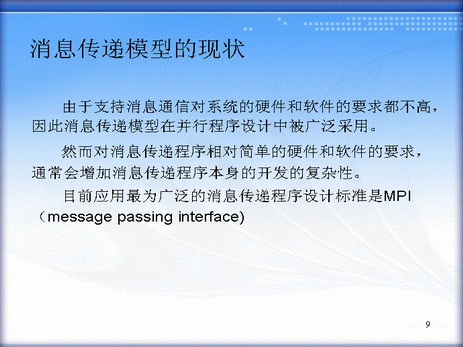 消息传递模型的现状
由于支持消息通信对系统的硬件和软件的要求都不高，
因此消息传递模型在并行程序设计中被广泛采用。
然而对消息传递程序相对简单的硬件和软件的要求，
通常会增加消息传递程序本身的开发的复杂性。
目前应用最为广泛的消息传递程序设计标准是MPI
（message passing interface)
9